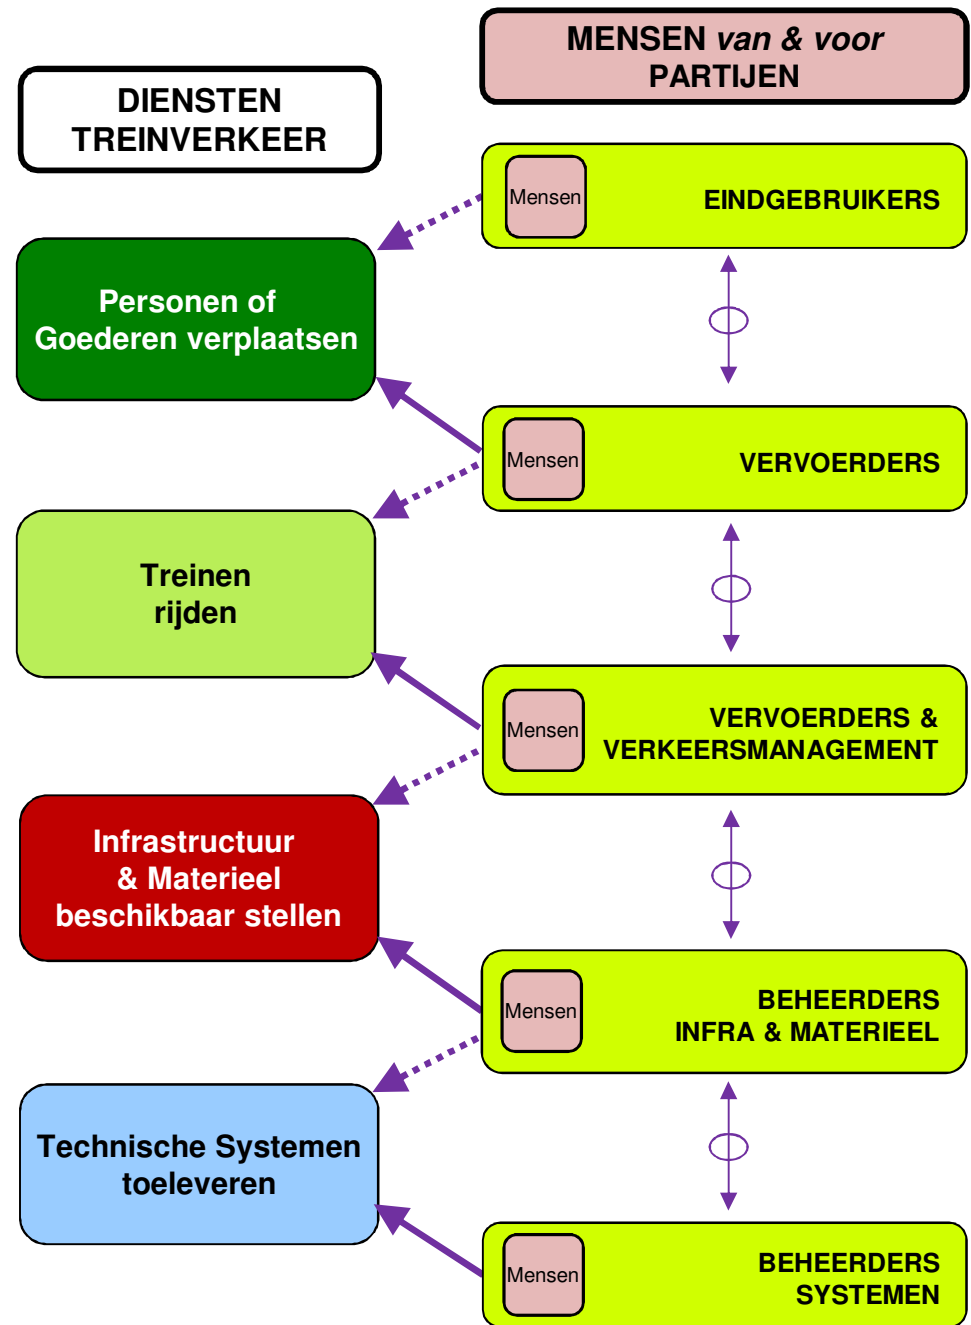 MENSEN van & voor
PARTIJEN
DIENSTEN
TREINVERKEER
Mensen
EINDGEBRUIKERS
Personen of
Goederen verplaatsen
Mensen
VERVOERDERS
Treinen
rijden
Mensen
VERVOERDERS &
VERKEERSMANAGEMENT
Infrastructuur
& Materieel
beschikbaar stellen
Mensen
BEHEERDERS
INFRA & MATERIEEL
Technische Systemen
toeleveren
Mensen
BEHEERDERS
SYSTEMEN